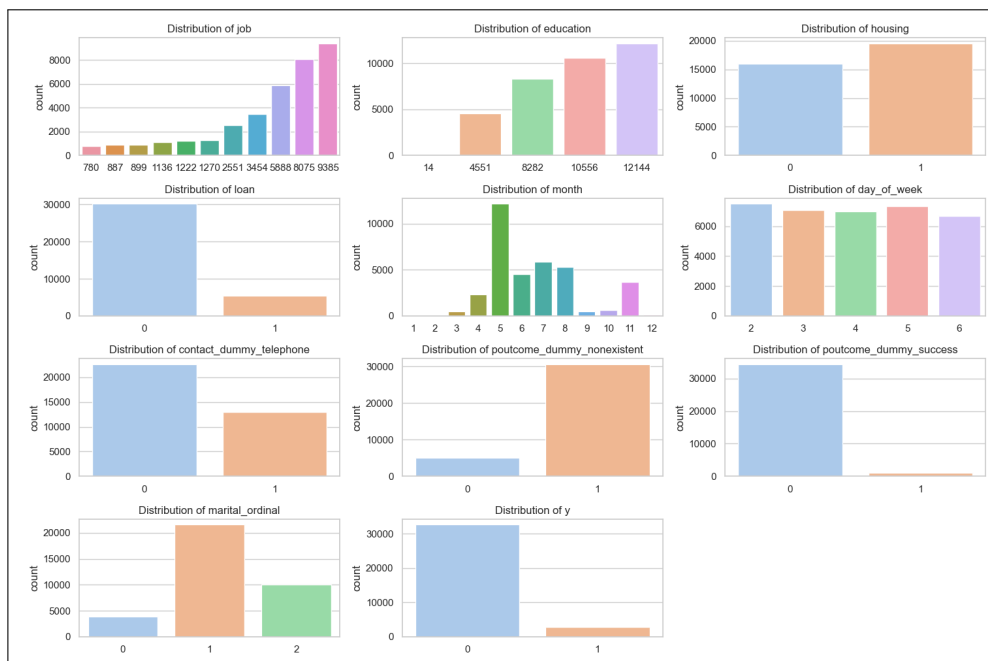 Distribution of job
count
8000
6000
4000
2000
0
780 887 899 1136 1222 1270 2551 3454 5888 8075 9385
Distribution of education
count
10000
5000
0
14 4551 8282 10556 12144
Distribution of housing
count
20000
15000
10000
5000
0
0 1
Distribution of loan
count
30000
20000
10000
0
0 1
Distribution of month
count
10000
5000
0
1 2 3 4 5 6 7 8 9 10 11 12
Distribution of day_of_week
count
6000
4000
2000
0
2 3 4 5 6
Distribution of contact_dummy_telephone
count
20000
15000
10000
5000
0
0 1
Distribution of poutcome_dummy_nonexistent
count
30000
20000
10000
0
0 1
Distribution of poutcome_dummy_success
count
30000
20000
10000
0
0 1
Distribution of marital_ordinal
count
20000
15000
10000
5000
0
0 1 2
Distribution of y
count
30000
20000
10000
0
0 1